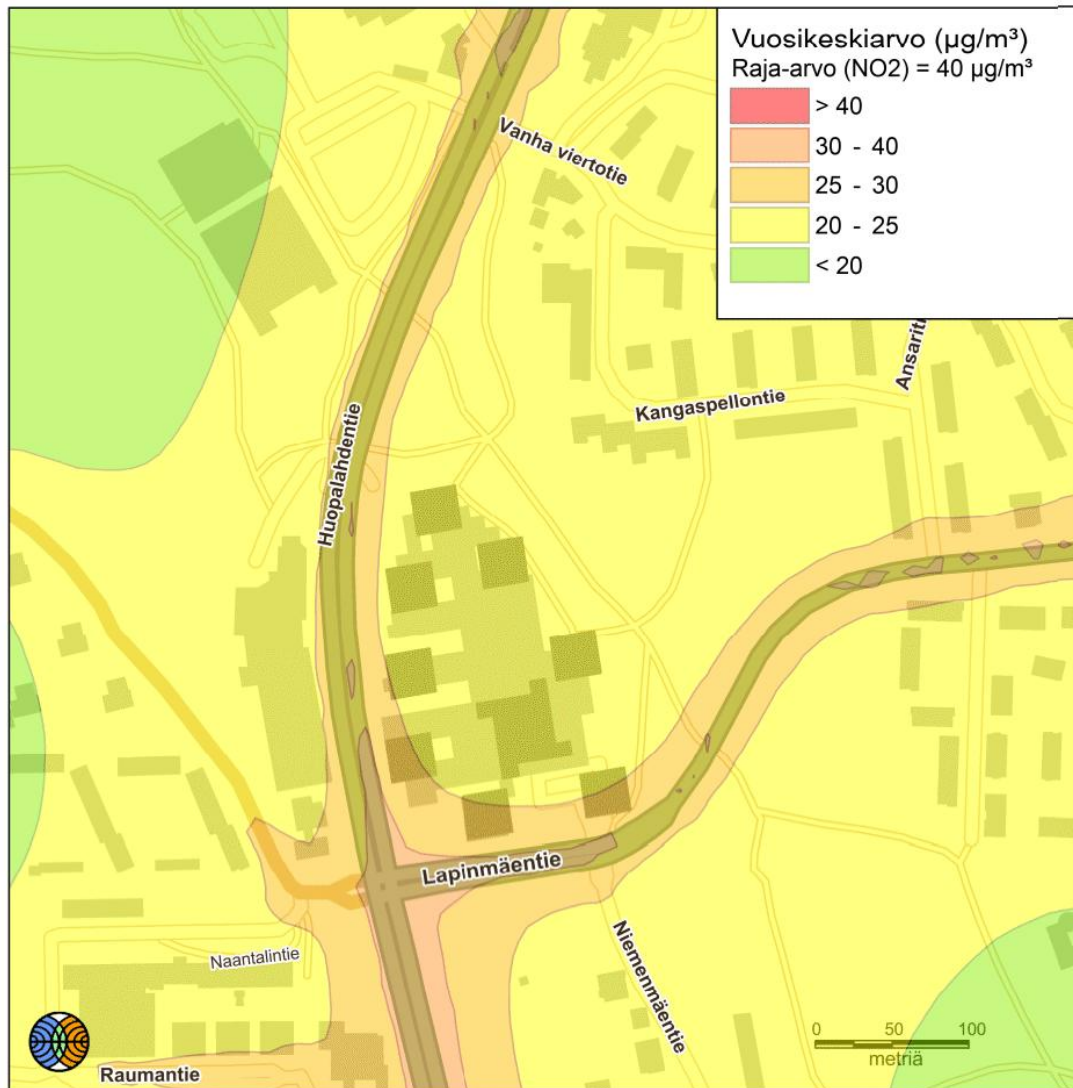 Vuosikeskiarvo (µg/m³)
Raja-arvo (NO2) = 40 µg/m³
> 40
30 - 40
25 - 30
20 - 25
< 20
Vanha viertotie
Kangaspellontie
Huopalahdentie
Lapinmäentie
Naantalintie
Niemenmäentie
0 50 100
metriä
Raumantie